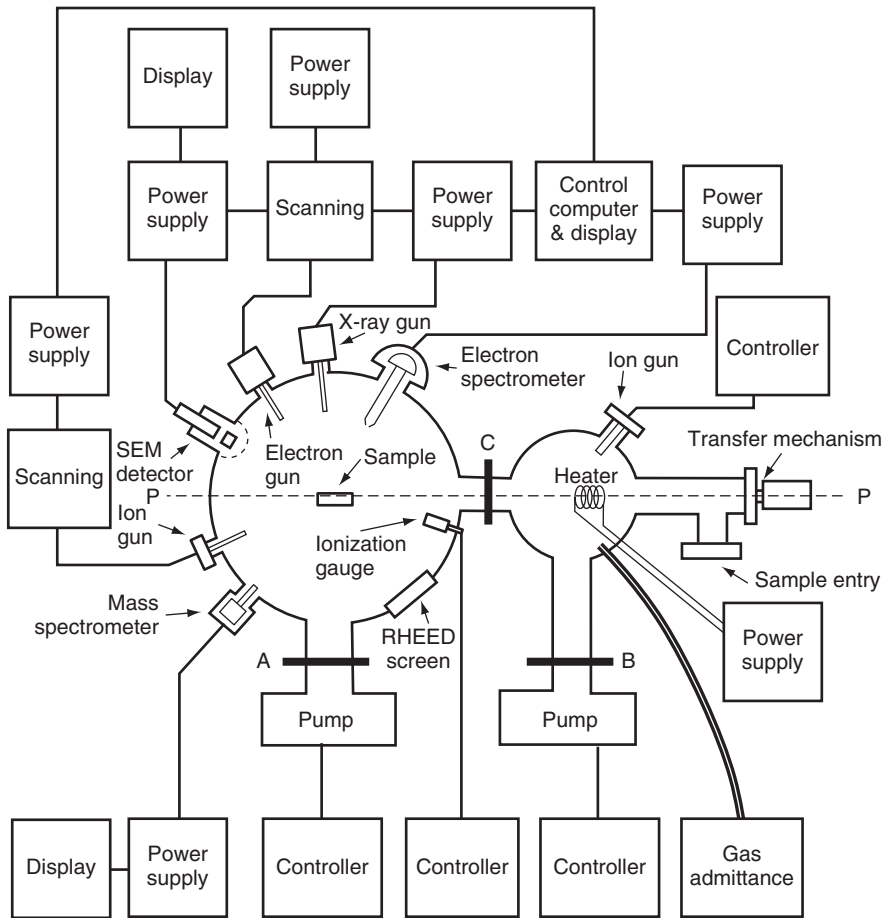 Display
Power
supply
Power
supply
Scanning
Power
supply
Control
computer
& display
Power
supply
Power
supply
X-ray gun
Electron
spectrometer
Ion gun
Controller
SEM
detector
Electron
gun
C
Transfer mechanism
Scanning
P
Sample
Heater
P
Ion
gun
Ionization
gauge
Sample entry
Mass
spectrometer
RHEED
screen
Power
supply
A
B
Pump
Pump
Display
Power
supply
Controller
Controller
Controller
Gas
admittance